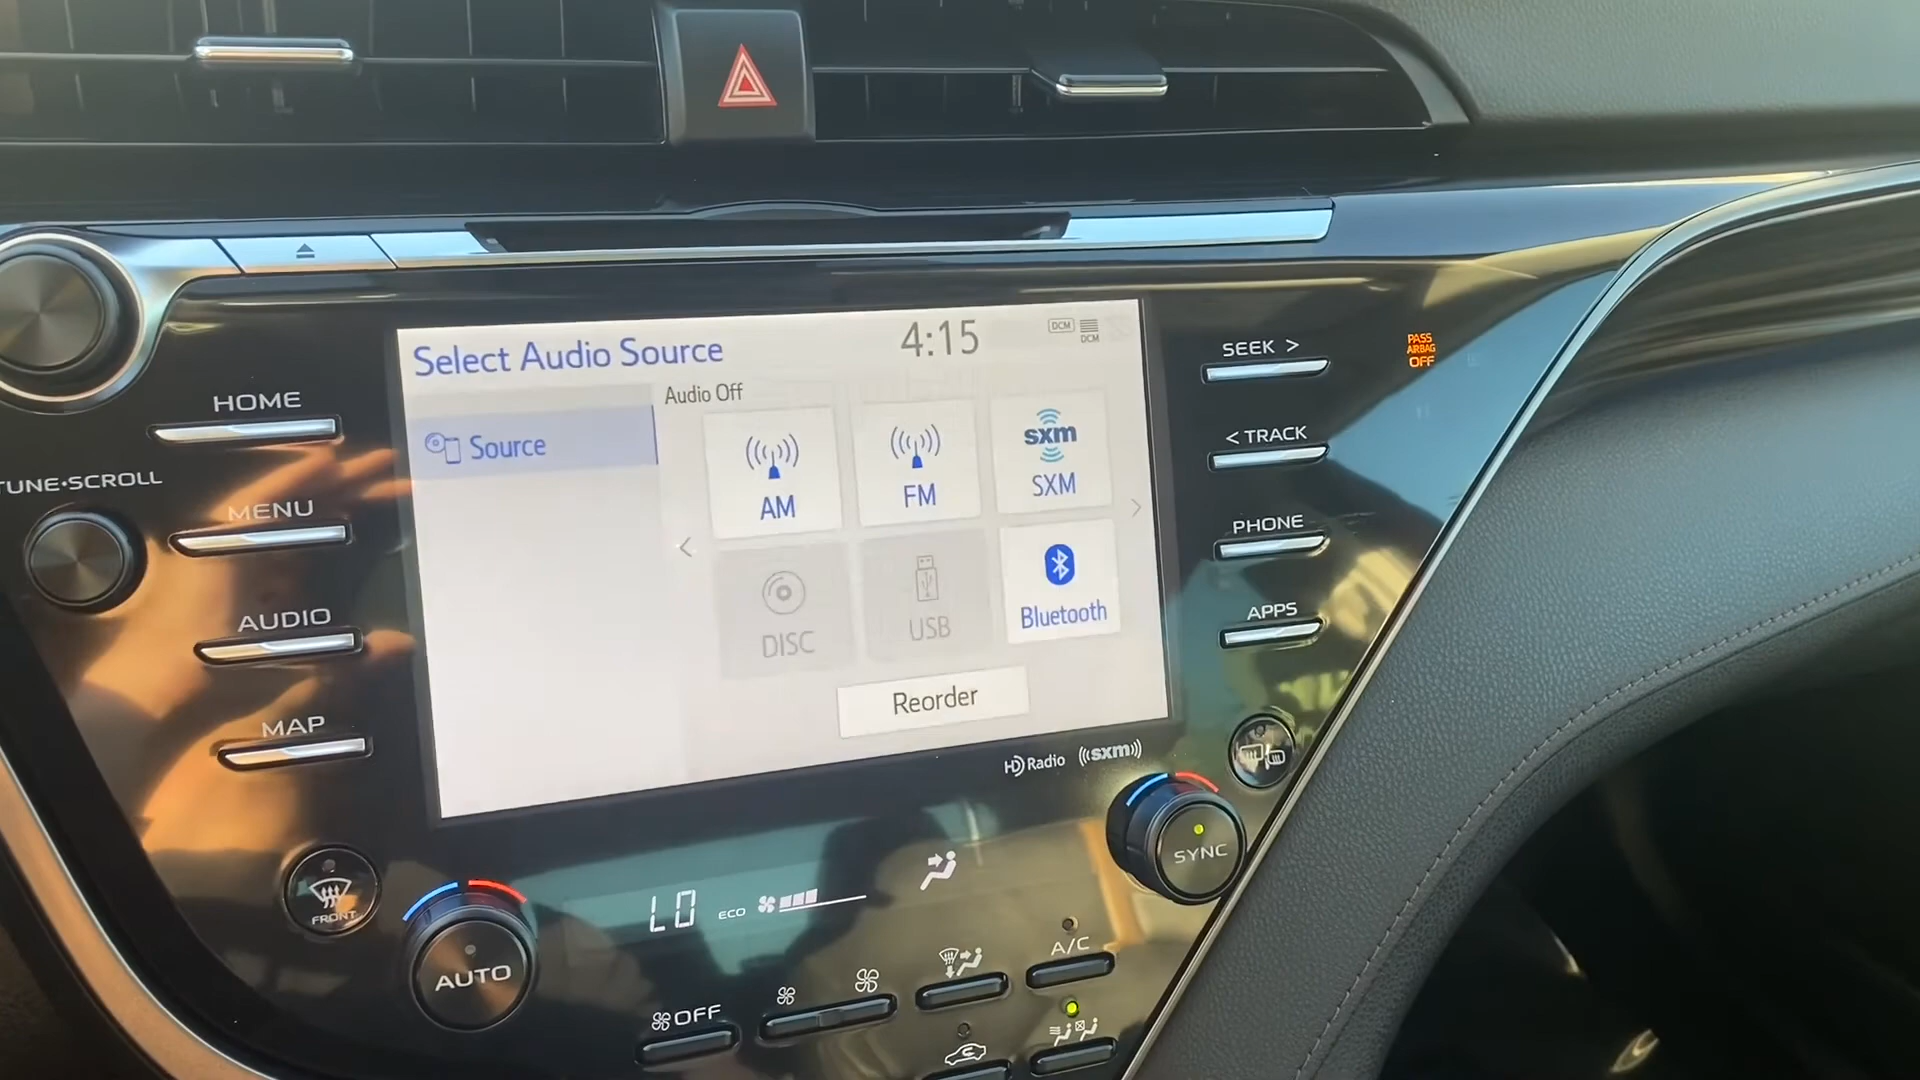 Select Audio Source
4:15
DCM
DCM
Source
Audio Off
AM
FM
sxm
SXM
DISC
USB
Bluetooth
Reorder
HOME
TUNE•SCROLL
MENU
AUDIO
MAP
SEEK >
< TRACK
PHONE
APPS
PASS
AIRBAG
OFF
HD Radio
((sxm))
FRONT
AUTO
LO
ECO
SYNC
OFF
A/C